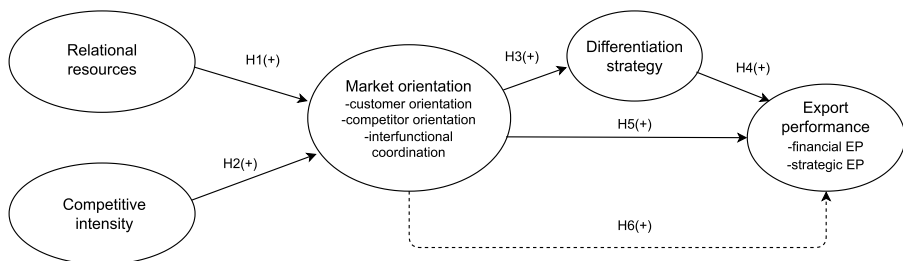 Relational
resources
H1(+)
Competitive
intensity
H2(+)
Market orientation
-customer orientation
-competitor orientation
-interfunctional
coordination
H3(+)
Differentiation
strategy
H4(+)
H5(+)
H6(+)
Export
performance
-financial EP
-strategic EP